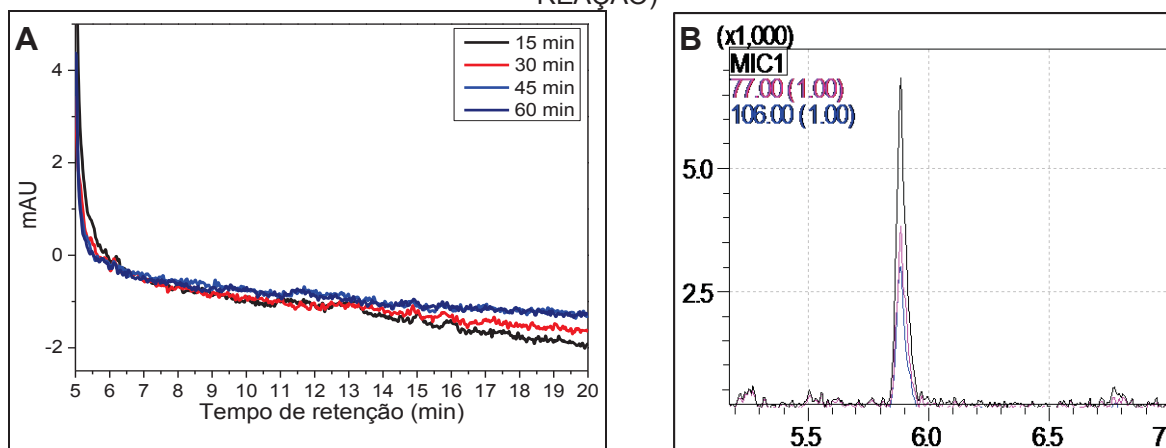 REAÇÃO)
A
15 min
30 min
45 min
60 min
4
2
0
-2
mAU
5 6 7 8 9 10 11 12 13 14 15 16 17 18 19 20
Tempo de retenção (min)
B (x1,000)
MIC1
77.00 (1.00)
106.00 (1.00)
5.0
2.5
5.5 6.0 6.5 7